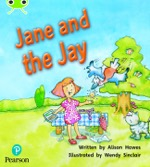 Jane and
the Jay
Written by Alison Hawes
Illustrated by Wendy Sinclair
Pearson